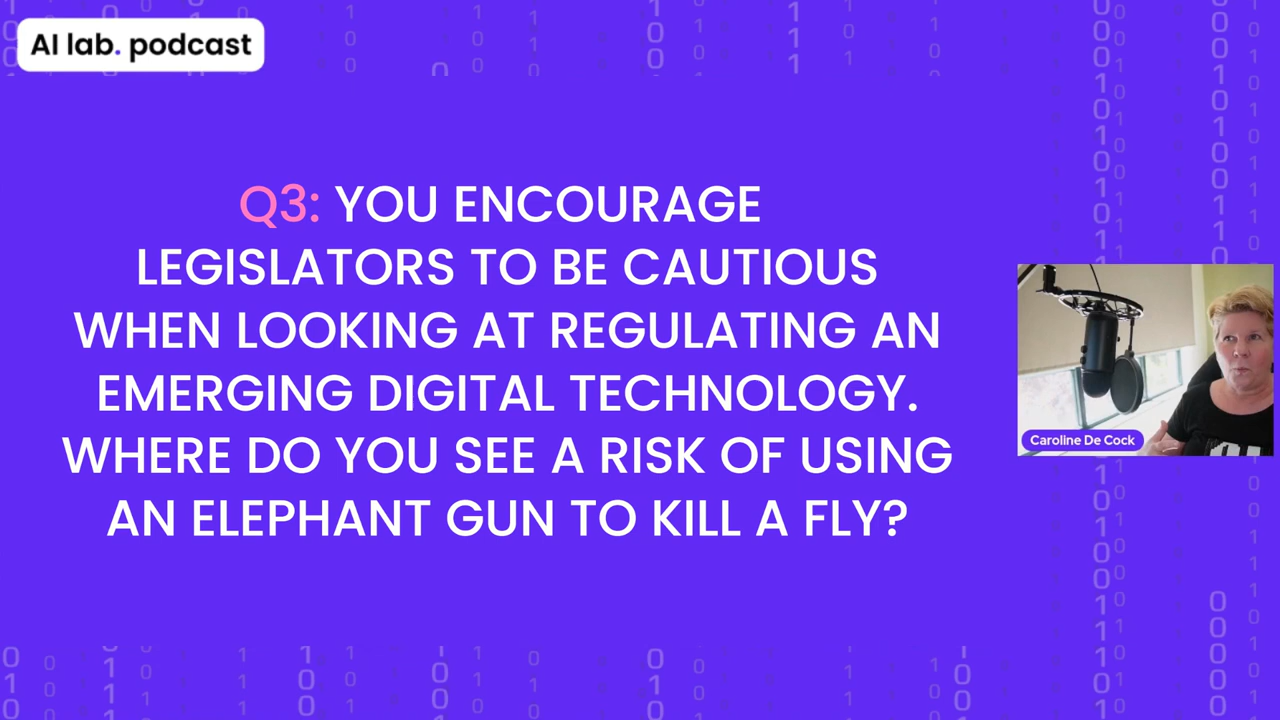 AI lab. podcast
Q3: YOU ENCOURAGE
LEGISLATORS TO BE CAUTIOUS
WHEN LOOKING AT REGULATING AN
EMERGING DIGITAL TECHNOLOGY.
WHERE DO YOU SEE A RISK OF USING
AN ELEPHANT GUN TO KILL A FLY?
Caroline De Cock